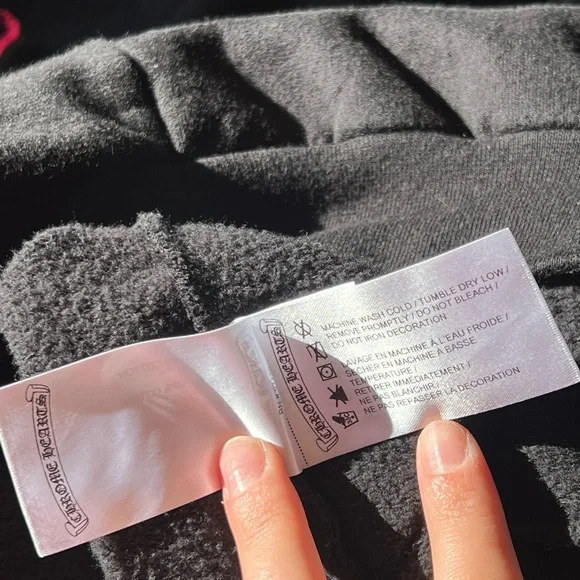 CHROME HEARTS
CHROME HEARTS
MACHINE WASH COLD / TUMBLE DRY LOW /
REMOVE PROMPTLY / DO NOT BLEACH /
DO NOT IRON DECORATION
LAVAGE EN MACHINE À L'EAU FROIDE /
SÉCHER EN MACHINE A BASSE
TEMPERATURE /
RETIRER IMMÉDIATEMENT /
NE PAS BLANCHIR /
NE PAS REPASSER LA DÉCORATION